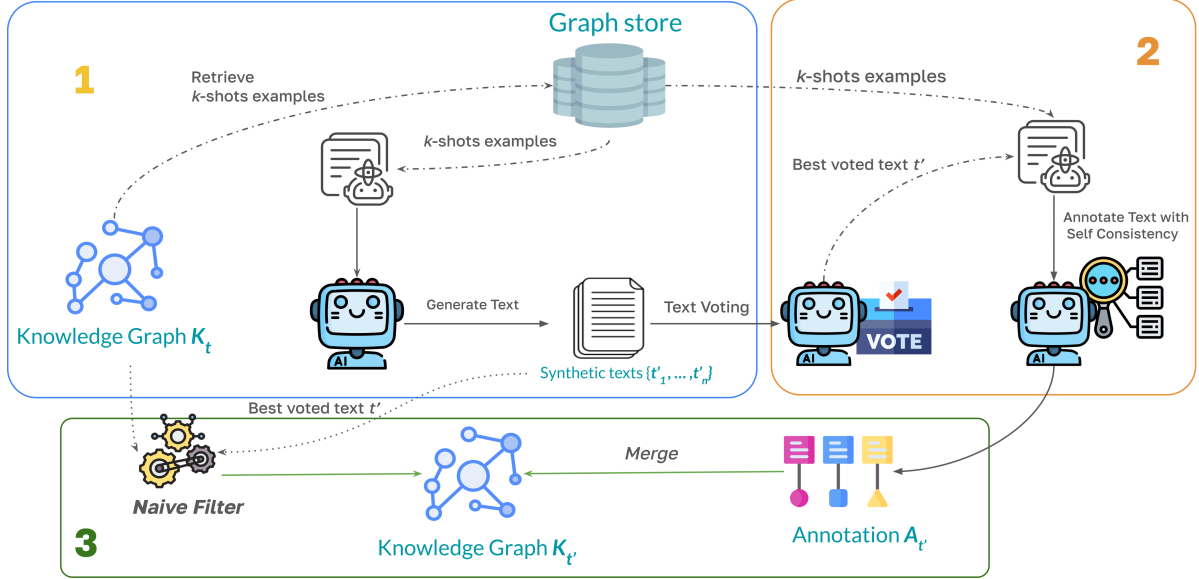 Graph store
1
2
Retrieve
k-shots examples
k-shots examples
k-shots examples
Best voted text t'
Annotate Text with
Self Consistency
Generate Text
Text Voting
VOTE
AI
AI
AI
Knowledge Graph Kt
Synthetic texts {t'1, ... ,t'n}
Best voted text t'
Merge
Naive Filter
3
Knowledge Graph Kt'
Annotation At'